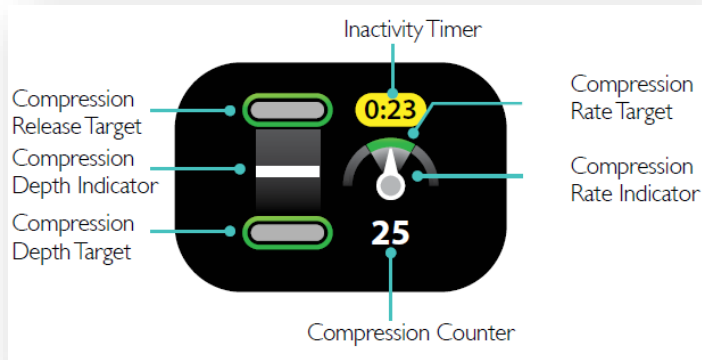 Inactivity Timer
Compression
Release Target
Compression
Depth Indicator
Compression
Depth Target
0:23
25
Compression
Rate Target
Compression
Rate Indicator
Compression Counter